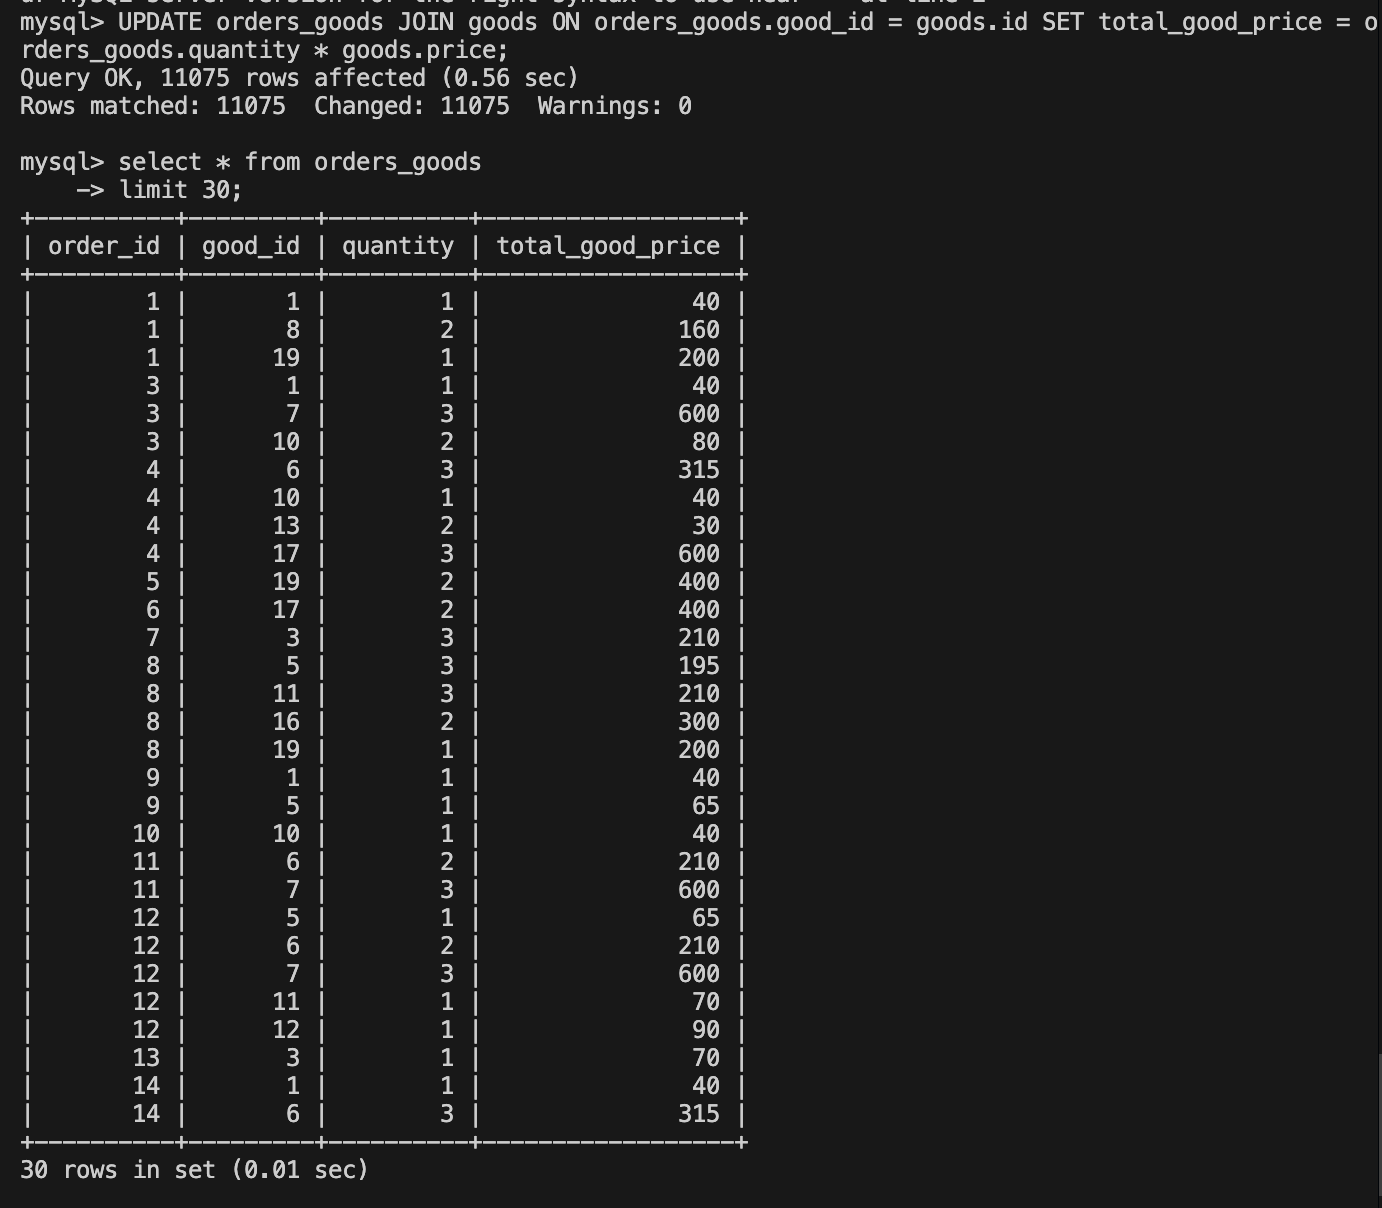 mysql> UPDATE orders_goods JOIN goods ON orders_goods.good_id = goods.id SET total_good_price = o
rders_goods.quantity * goods.price;
Query OK, 11075 rows affected (0.56 sec)
Rows matched: 11075  Changed: 11075  Warnings: 0

mysql> select * from orders_goods
    -> limit 30;
+----------+---------+----------+------------------+
| order_id | good_id | quantity | total_good_price |
+----------+---------+----------+------------------+
|        1 |       1 |        1 |               40 |
|        1 |       8 |        2 |              160 |
|        1 |      19 |        1 |              200 |
|        3 |       1 |        1 |               40 |
|        3 |       7 |        3 |              600 |
|        3 |      10 |        2 |               80 |
|        4 |       6 |        3 |              315 |
|        4 |      10 |        1 |               40 |
|        4 |      13 |        2 |               30 |
|        4 |      17 |        3 |              600 |
|        5 |      19 |        2 |              400 |
|        6 |      17 |        2 |              400 |
|        7 |       3 |        3 |              210 |
|        8 |       5 |        3 |              195 |
|        8 |      11 |        3 |              210 |
|        8 |      16 |        2 |              300 |
|        8 |      19 |        1 |              200 |
|        9 |       1 |        1 |               40 |
|        9 |       5 |        1 |               65 |
|       10 |      10 |        1 |               40 |
|       11 |       6 |        2 |              210 |
|       11 |       7 |        3 |              600 |
|       12 |       5 |        1 |               65 |
|       12 |       6 |        2 |              210 |
|       12 |       7 |        3 |              600 |
|       12 |      11 |        1 |               70 |
|       12 |      12 |        1 |               90 |
|       13 |       3 |        1 |               70 |
|       14 |       1 |        1 |               40 |
|       14 |       6 |        3 |              315 |
+----------+---------+----------+------------------+
30 rows in set (0.01 sec)